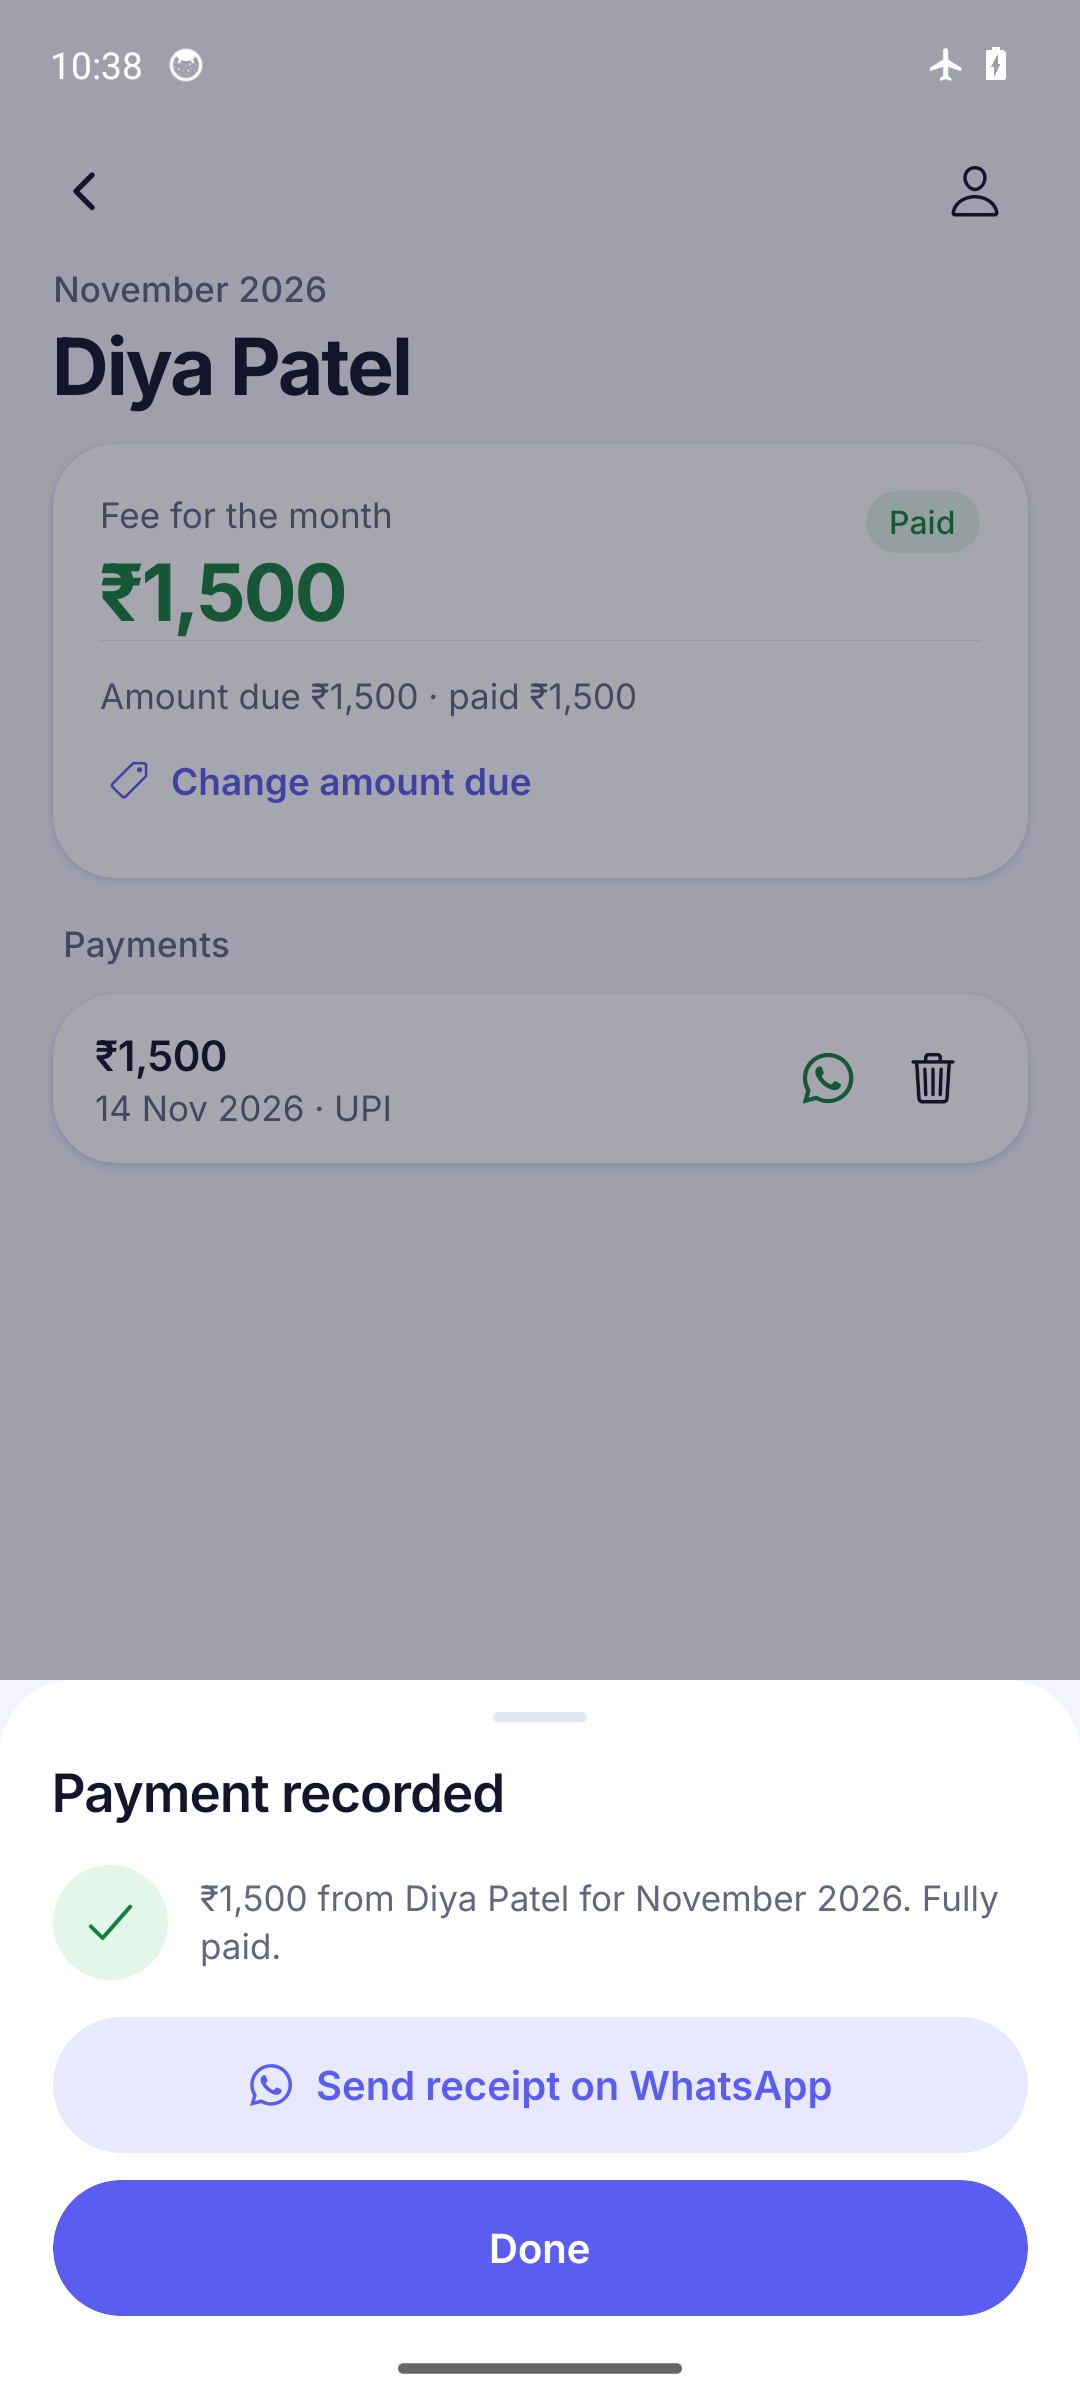 10:38
November 2026
Diya Patel
Fee for the month
Paid
₹1,500
Amount due ₹1,500 · paid ₹1,500
Change amount due
Payments
₹1,500
14 Nov 2026 · UPI
Payment recorded
₹1,500 from Diya Patel for November 2026. Fully
paid.
Send receipt on WhatsApp
Done